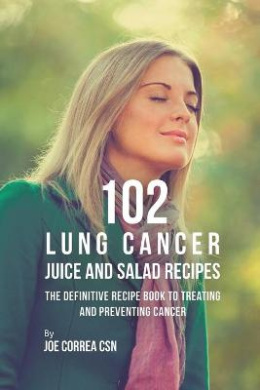 102
LUNG CANCER
JUICE AND SALAD RECIPES
THE DEFINITIVE RECIPE BOOK TO TREATING
AND PREVENTING CANCER
By
JOE CORREA CSN